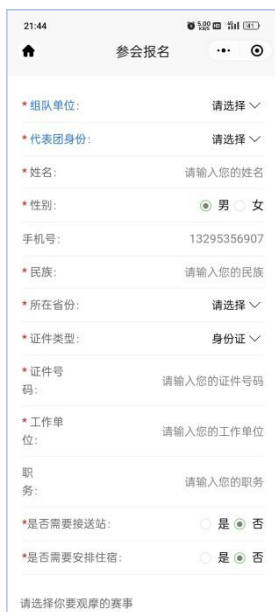 21:44
5.00 KB/S 41
参会报名
*组队单位: 请选择
*代表团身份: 请选择
*姓名: 请输入您的姓名
*性别: 男 女
手机号: 13295356907
*民族: 请输入您的民族
*所在省份: 请选择
*证件类型: 身份证
*证件号
码: 请输入您的证件号码
*工作单
位: 请输入您的工作单位
职
务: 请输入您的职务
*是否需要接送站: 是 否
*是否需要安排住宿: 是 否
请选择你要观摩的赛事